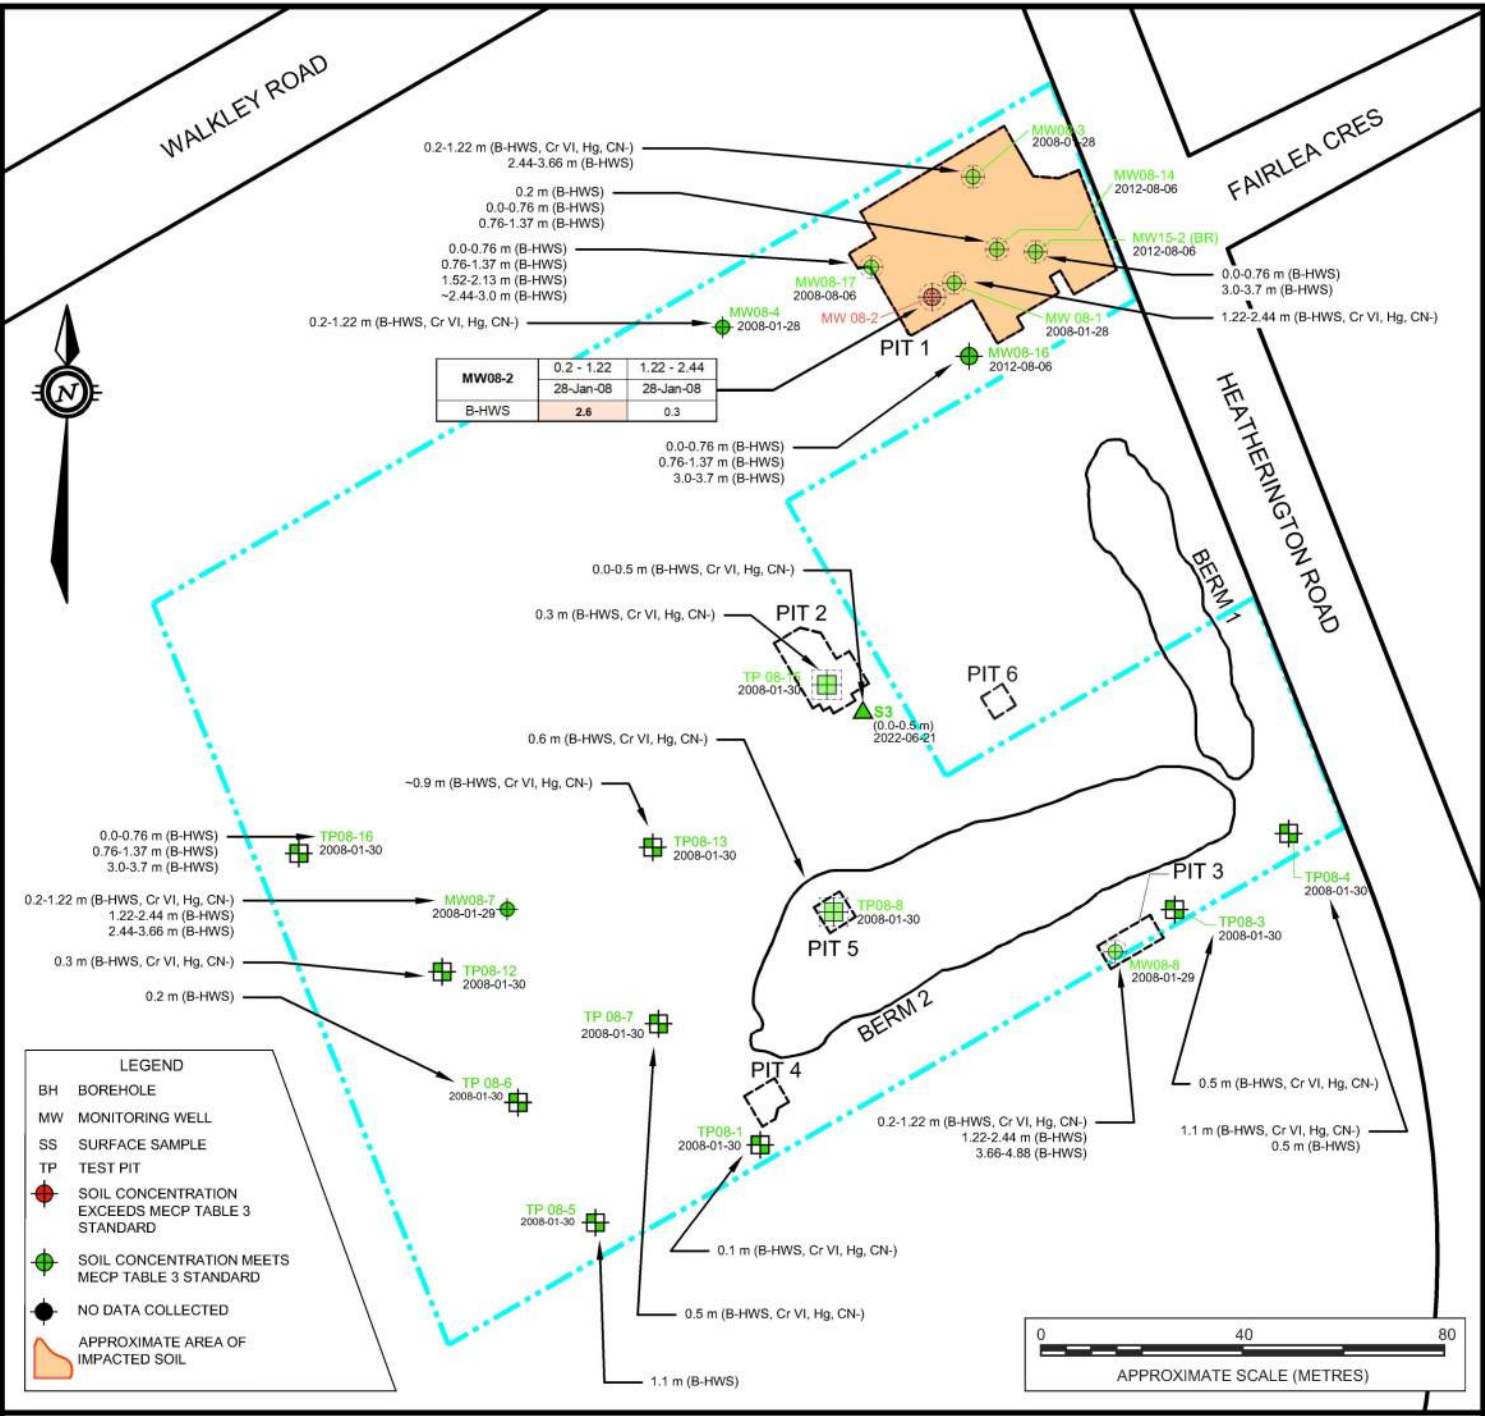 WALKLEY ROAD
FAIRLEA CRES
HEATHERINGTON ROAD
N
0.2-1.22 m (B-HWS, Cr VI, Hg, CN-)
2.44-3.66 m (B-HWS)
MW08-3
2008-01-28
0.2 m (B-HWS)
0.0-0.76 m (B-HWS)
0.76-1.37 m (B-HWS)
MW08-14
2012-08-06
0.0-0.76 m (B-HWS)
0.76-1.37 m (B-HWS)
1.52-2.13 m (B-HWS)
~2.44-3.0 m (B-HWS)
MW15-2 (BR)
2012-08-06
0.0-0.76 m (B-HWS)
3.0-3.7 m (B-HWS)
MW08-17
2008-08-06
MW 08-2
MW 08-1
2008-01-28
1.22-2.44 m (B-HWS, Cr VI, Hg, CN-)
0.2-1.22 m (B-HWS, Cr VI, Hg, CN-)
MW08-4
2008-01-28
PIT 1
MW08-16
2012-08-06
MW08-2 0.2 - 1.22 1.22 - 2.44
28-Jan-08 28-Jan-08
B-HWS 2.6 0.3
0.0-0.76 m (B-HWS)
0.76-1.37 m (B-HWS)
3.0-3.7 m (B-HWS)
BERM 1
0.0-0.5 m (B-HWS, Cr VI, Hg, CN-)
0.3 m (B-HWS, Cr VI, Hg, CN-)
PIT 2
TP 08-15
2008-01-30
S3
(0.0-0.5 m)
2022-06-21
PIT 6
0.6 m (B-HWS, Cr VI, Hg, CN-)
~0.9 m (B-HWS, Cr VI, Hg, CN-)
0.0-0.76 m (B-HWS)
0.76-1.37 m (B-HWS)
3.0-3.7 m (B-HWS)
TP08-16
2008-01-30
TP08-13
2008-01-30
0.2-1.22 m (B-HWS, Cr VI, Hg, CN-)
1.22-2.44 m (B-HWS)
2.44-3.66 m (B-HWS)
MW08-7
2008-01-29
TP08-8
2008-01-30
PIT 5
PIT 3
TP08-4
2008-01-30
TP08-3
2008-01-30
MW08-8
2008-01-29
0.3 m (B-HWS, Cr VI, Hg, CN-)
TP08-12
2008-01-30
0.2 m (B-HWS)
BERM 2
TP 08-7
2008-01-30
TP 08-6
2008-01-30
PIT 4
TP08-1
2008-01-30
0.5 m (B-HWS, Cr VI, Hg, CN-)
0.2-1.22 m (B-HWS, Cr VI, Hg, CN-)
1.22-2.44 m (B-HWS)
3.66-4.88 (B-HWS)
1.1 m (B-HWS, Cr VI, Hg, CN-)
0.5 m (B-HWS)
TP 08-5
2008-01-30
0.1 m (B-HWS, Cr VI, Hg, CN-)
0.5 m (B-HWS, Cr VI, Hg, CN-)
1.1 m (B-HWS)
LEGEND
BH BOREHOLE
MW MONITORING WELL
SS SURFACE SAMPLE
TP TEST PIT
SOIL CONCENTRATION
EXCEEDS MECP TABLE 3
STANDARD
SOIL CONCENTRATION MEETS
MECP TABLE 3 STANDARD
NO DATA COLLECTED
APPROXIMATE AREA OF
IMPACTED SOIL
0 40 80
APPROXIMATE SCALE (METRES)